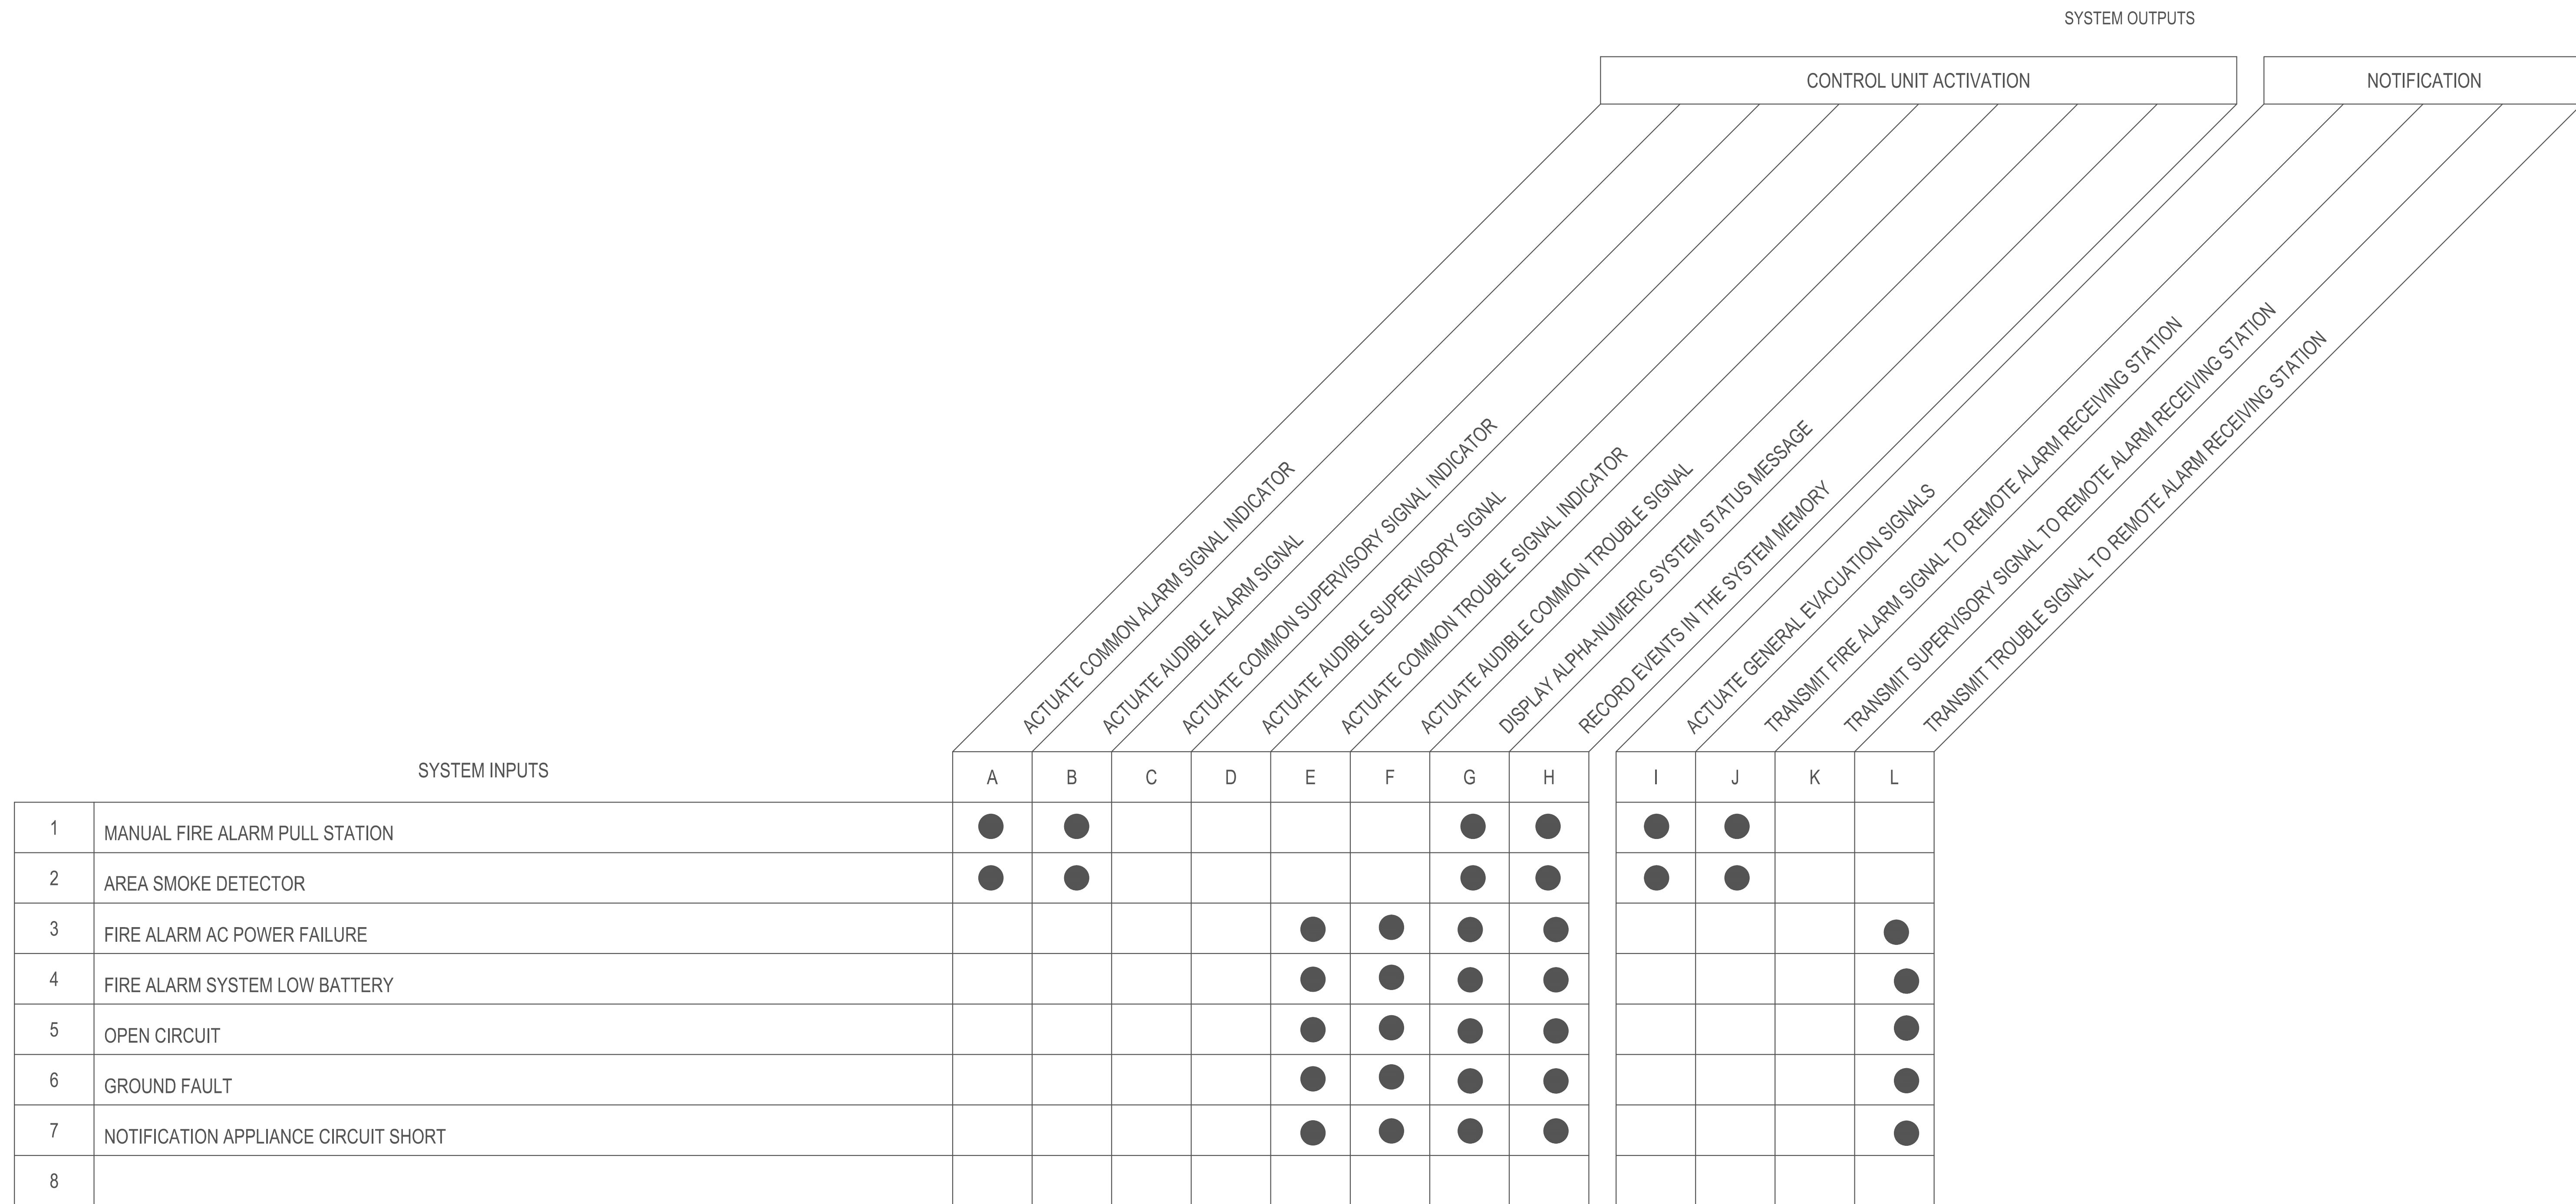 SYSTEM OUTPUTS
CONTROL UNIT ACTIVATION
NOTIFICATION
ACTUATE COMMON ALARM SIGNAL INDICATOR
ACTUATE AUDIBLE ALARM SIGNAL
ACTUATE COMMON SUPERVISORY SIGNAL INDICATOR
ACTUATE AUDIBLE SUPERVISORY SIGNAL
ACTUATE COMMON TROUBLE SIGNAL INDICATOR
ACTUATE AUDIBLE COMMON TROUBLE SIGNAL
DISPLAY ALPHA-NUMERIC SYSTEM STATUS MESSAGE
RECORD EVENTS IN THE SYSTEM MEMORY
ACTUATE GENERAL EVACUATION SIGNALS
TRANSMIT FIRE ALARM SIGNAL TO REMOTE ALARM RECEIVING STATION
TRANSMIT SUPERVISORY SIGNAL TO REMOTE ALARM RECEIVING STATION
TRANSMIT TROUBLE SIGNAL TO REMOTE ALARM RECEIVING STATION
SYSTEM INPUTS
A B C D E F G H I J K L
1 MANUAL FIRE ALARM PULL STATION
2 AREA SMOKE DETECTOR
3 FIRE ALARM AC POWER FAILURE
4 FIRE ALARM SYSTEM LOW BATTERY
5 OPEN CIRCUIT
6 GROUND FAULT
7 NOTIFICATION APPLIANCE CIRCUIT SHORT
8